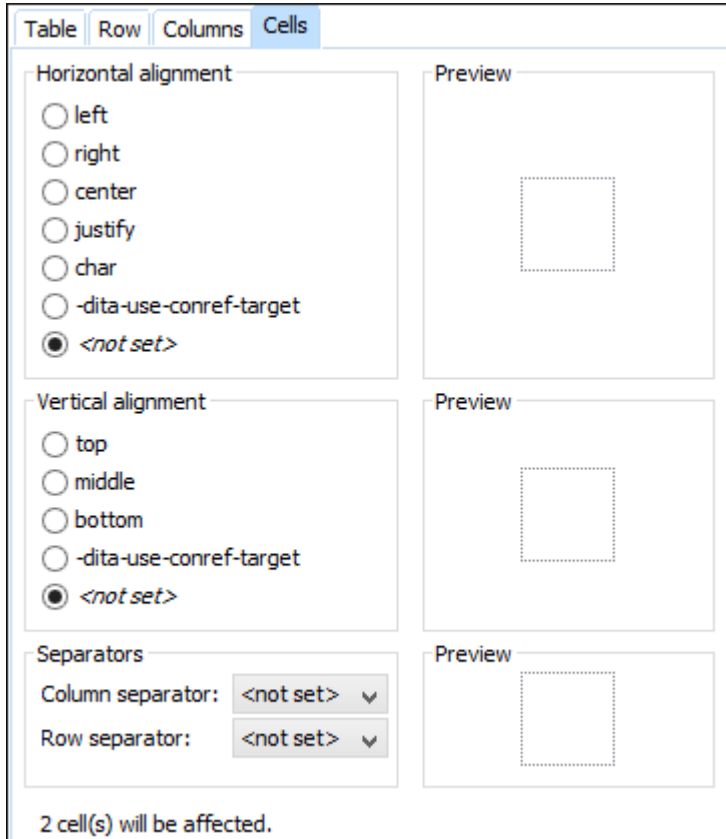 Table Row Columns Cells
Horizontal alignment
Preview
left
right
center
justify
char
-dita-use-conref-target
<not set>
Vertical alignment
Preview
top
middle
bottom
-dita-use-conref-target
<not set>
Separators
Preview
Column separator: <not set>
Row separator: <not set>
2 cell(s) will be affected.